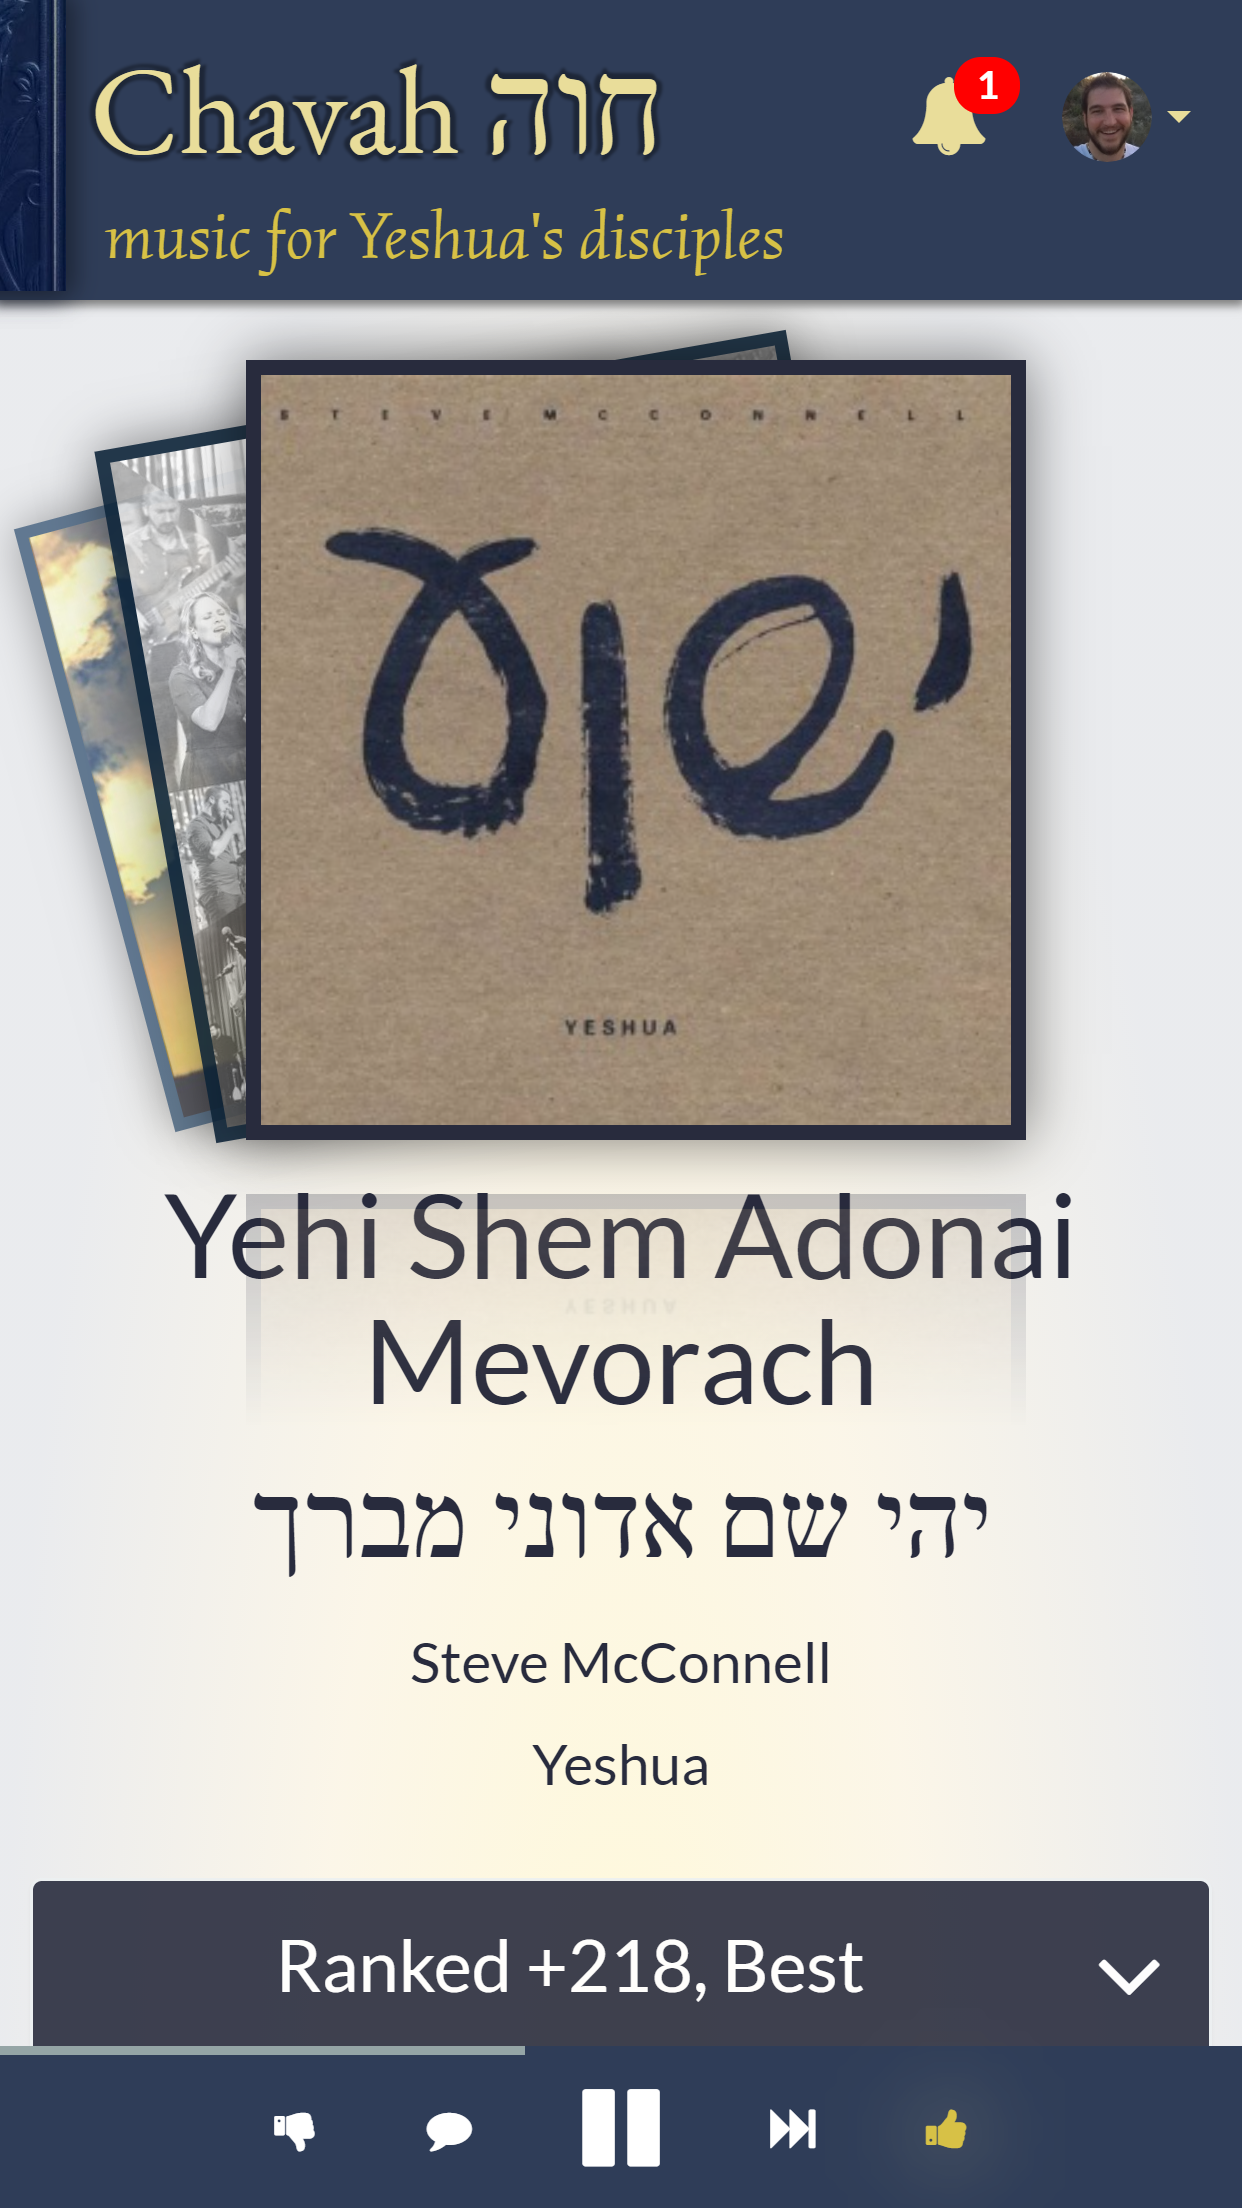 Chavah חוה
1
music for Yeshua's disciples
STEVE MCCONNELL
ישוע
YESHUA
Yehi Shem Adonai
Mevorach
יהי שם אדוני מברך
Steve McConnell
Yeshua
Ranked +218, Best